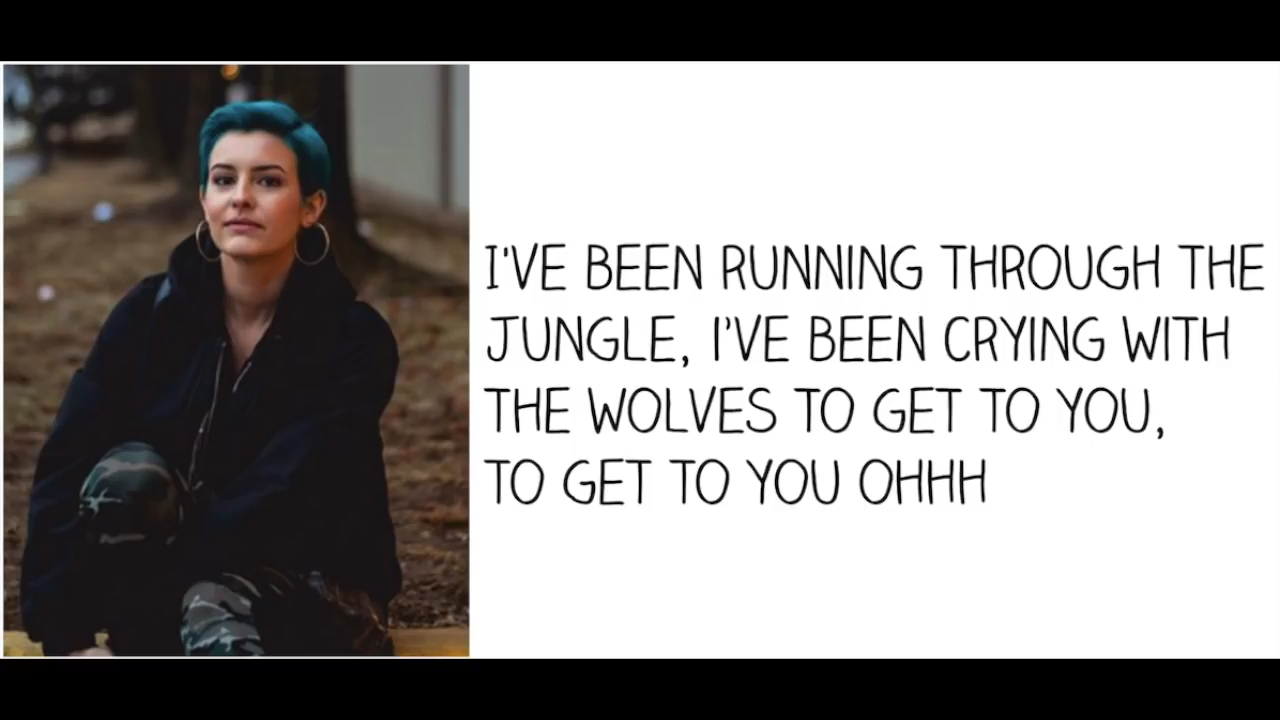 I'VE BEEN RUNNING THROUGH THE
JUNGLE, I'VE BEEN CRYING WITH
THE WOLVES TO GET TO YOU,
TO GET TO YOU OHHH